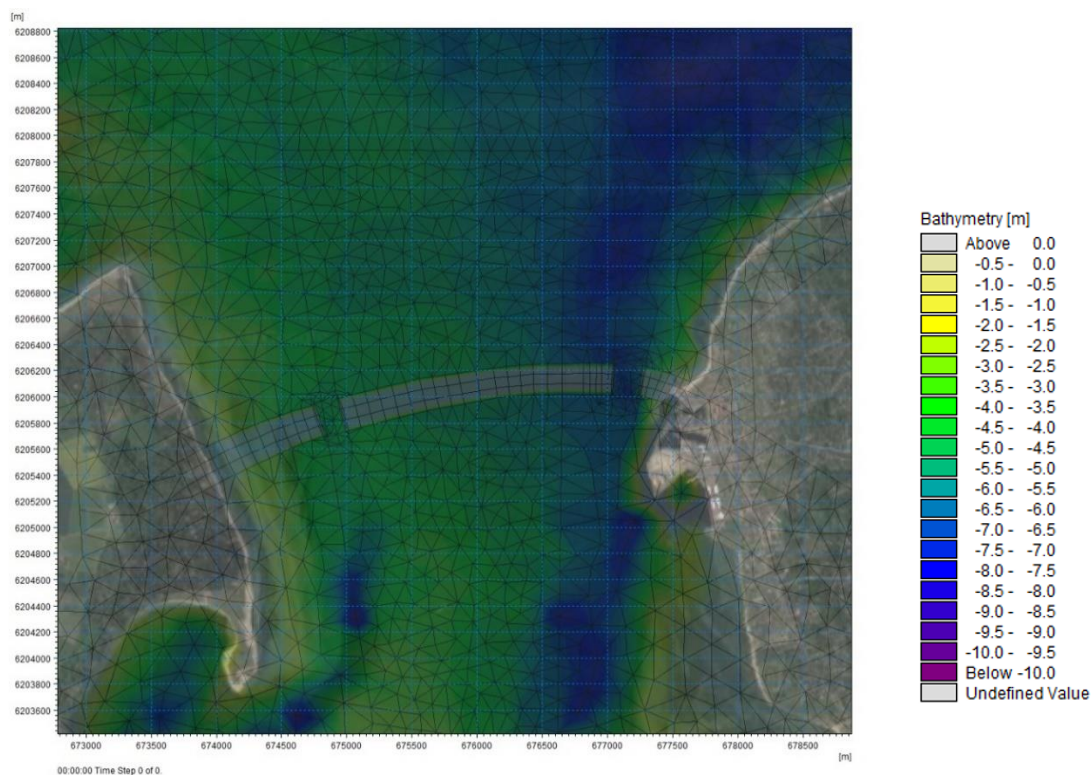 [m]
6208800
6208600
6208400
6208200
6208000
6207800
6207600
6207400
6207200
6207000
6206800
6206600
6206400
6206200
6206000
6205800
6205600
6205400
6205200
6205000
6204800
6204600
6204400
6204200
6204000
6203800
6203600
673000 673500 674000 674500 675000 675500 676000 676500 677000 677500 678000 678500
[m]
00:00:00 Time Step 0 of 0.
Bathymetry [m]
Above 0.0
-0.5 - 0.0
-1.0 - -0.5
-1.5 - -1.0
-2.0 - -1.5
-2.5 - -2.0
-3.0 - -2.5
-3.5 - -3.0
-4.0 - -3.5
-4.5 - -4.0
-5.0 - -4.5
-5.5 - -5.0
-6.0 - -5.5
-6.5 - -6.0
-7.0 - -6.5
-7.5 - -7.0
-8.0 - -7.5
-8.5 - -8.0
-9.0 - -8.5
-9.5 - -9.0
-10.0 - -9.5
Below -10.0
Undefined Value